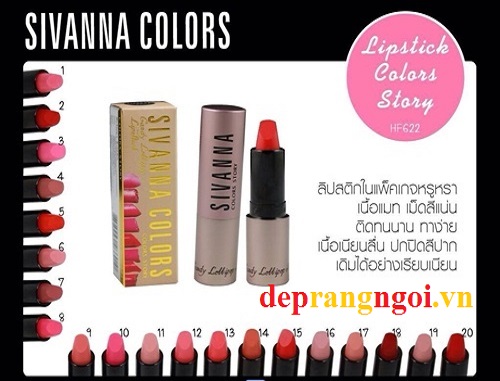 SIVANNA COLORS
Lipstick
Colors
Story
HF622
ลิปสติกในแพ็คเกจหรูหรา
เนื้อแมท เม็ดสีแน่น
ติดทนนาน ทาง่าย
เนื้อเนียนลื่น ปกปิดสีปาก
เดิมได้อย่างเรียบเนียน
deprangngoi.vn
SIVANNA COLORS
SIVANNA
COLORS STORY
1
2
3
4
5
6
7
8
9 10 11 12 13 14 15 16 17 18 19 20